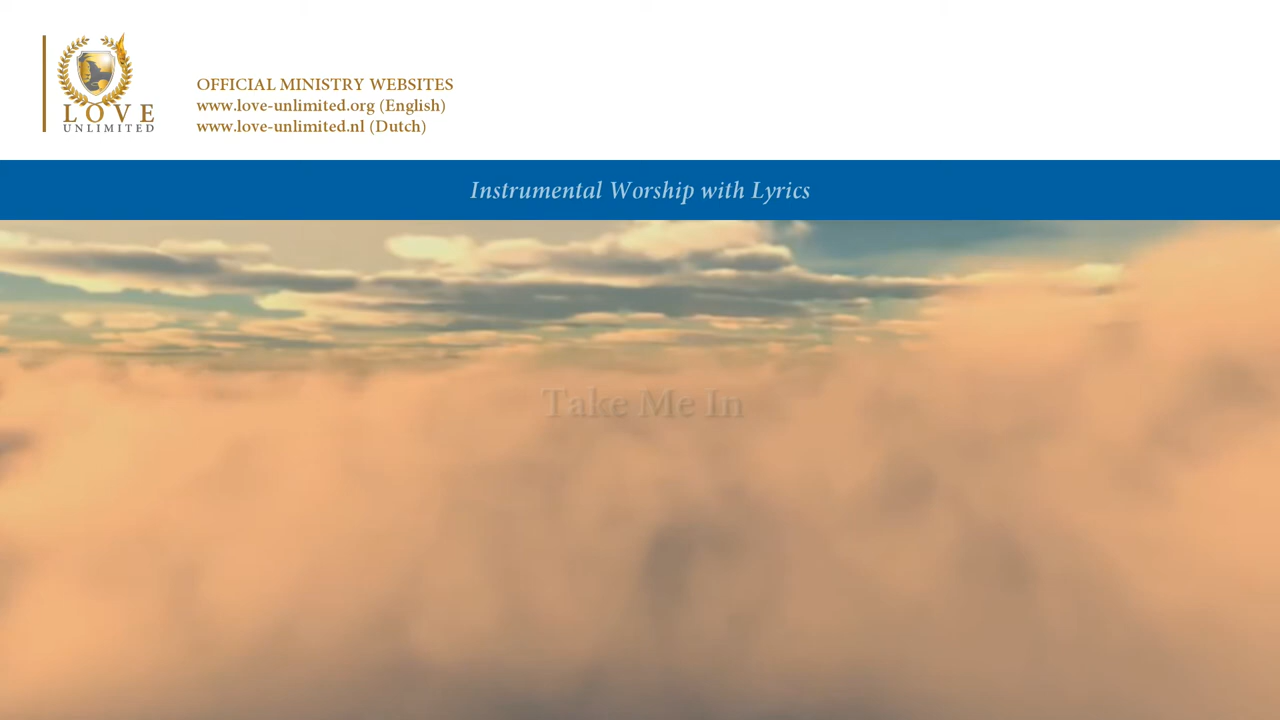 LOVE
UNLIMITED
OFFICIAL MINISTRY WEBSITES
www.love-unlimited.org (English)
www.love-unlimited.nl (Dutch)
Instrumental Worship with Lyrics
Take Me In